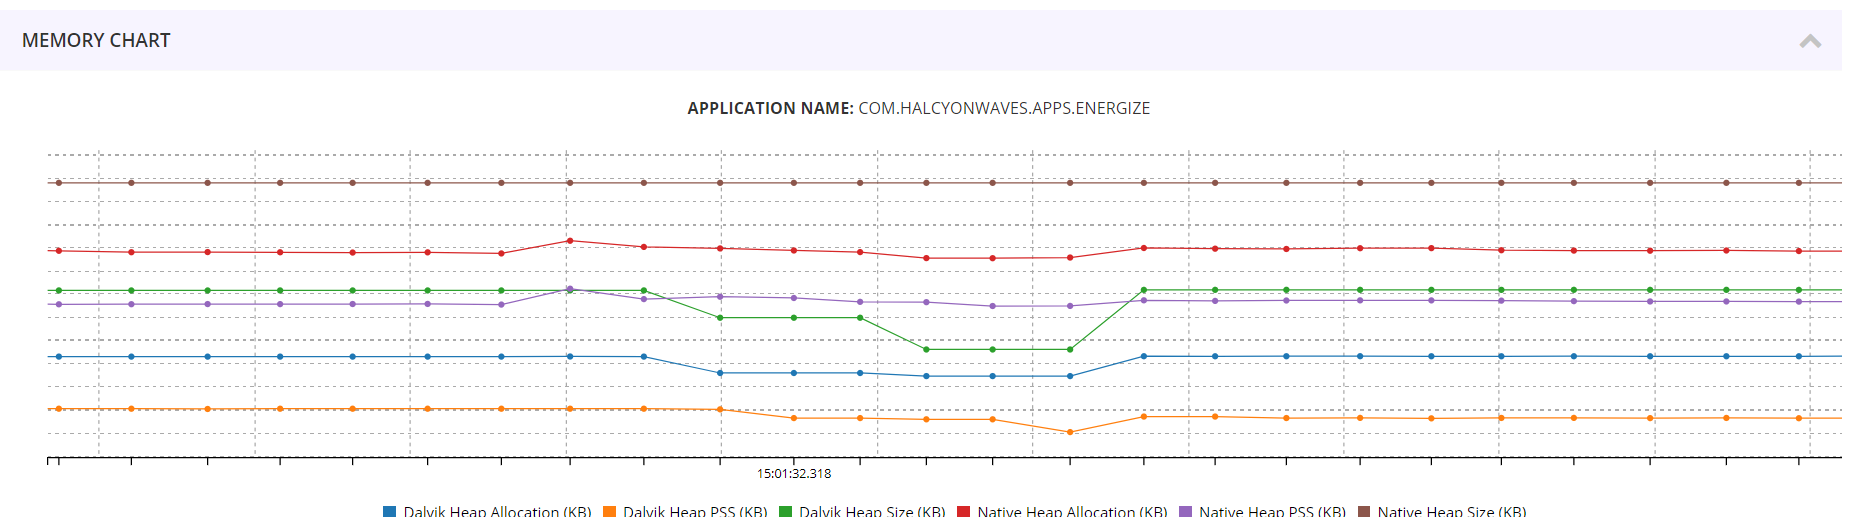 MEMORY CHART
APPLICATION NAME: COM.HALCYONWAVES.APPS.ENERGIZE
15:01:32.318
Dalvik Heap Allocation (KB) Dalvik Heap PSS (KB) Dalvik Heap Size (KB) Native Heap Allocation (KB) Native Heap PSS (KB) Native Heap Size (KB)